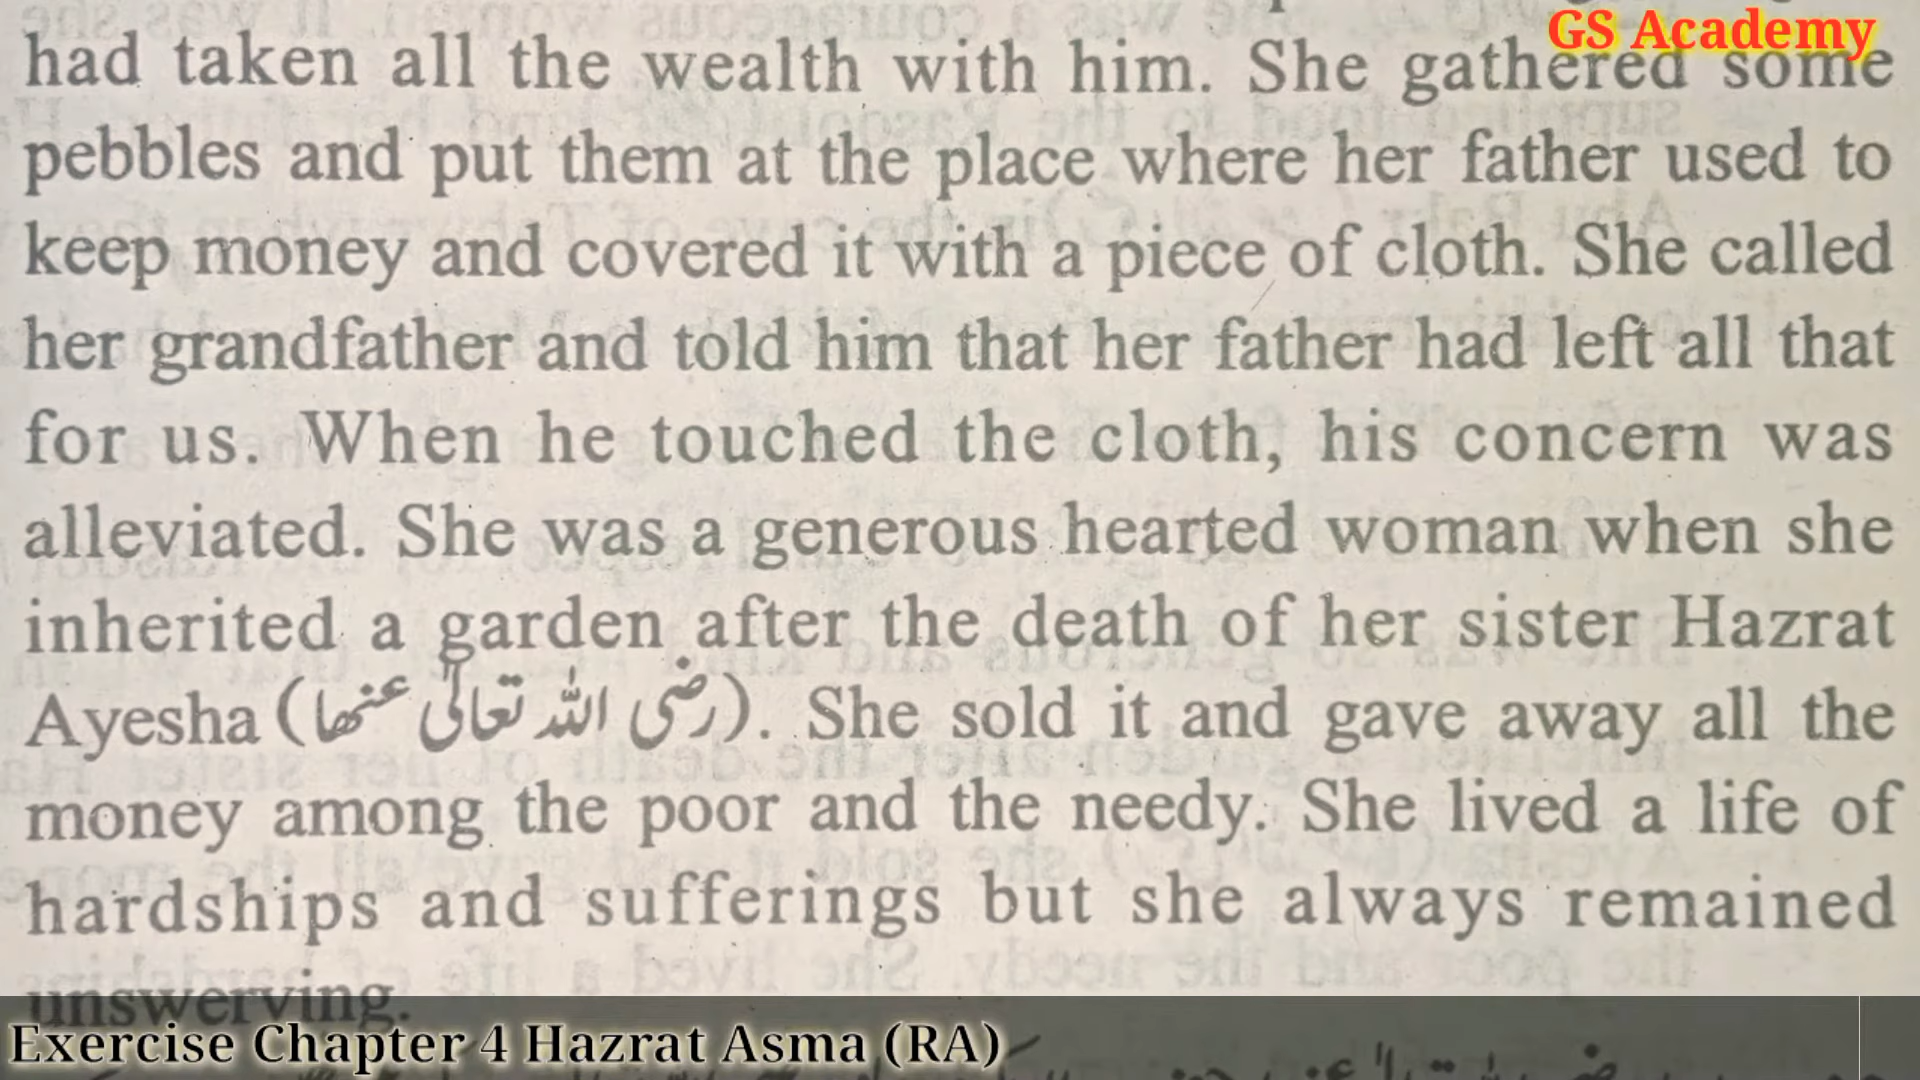 GS Academy
had taken all the wealth with him. She gathered some
pebbles and put them at the place where her father used to
keep money and covered it with a piece of cloth. She called
her grandfather and told him that her father had left all that
for us. When he touched the cloth, his concern was
alleviated. She was a generous hearted woman when she
inherited a garden after the death of her sister Hazrat
Ayesha (رضی اللہ تعالٰی عنھا). She sold it and gave away all the
money among the poor and the needy. She lived a life of
hardships and sufferings but she always remained
unswerving.
Exercise Chapter 4 Hazrat Asma (RA)